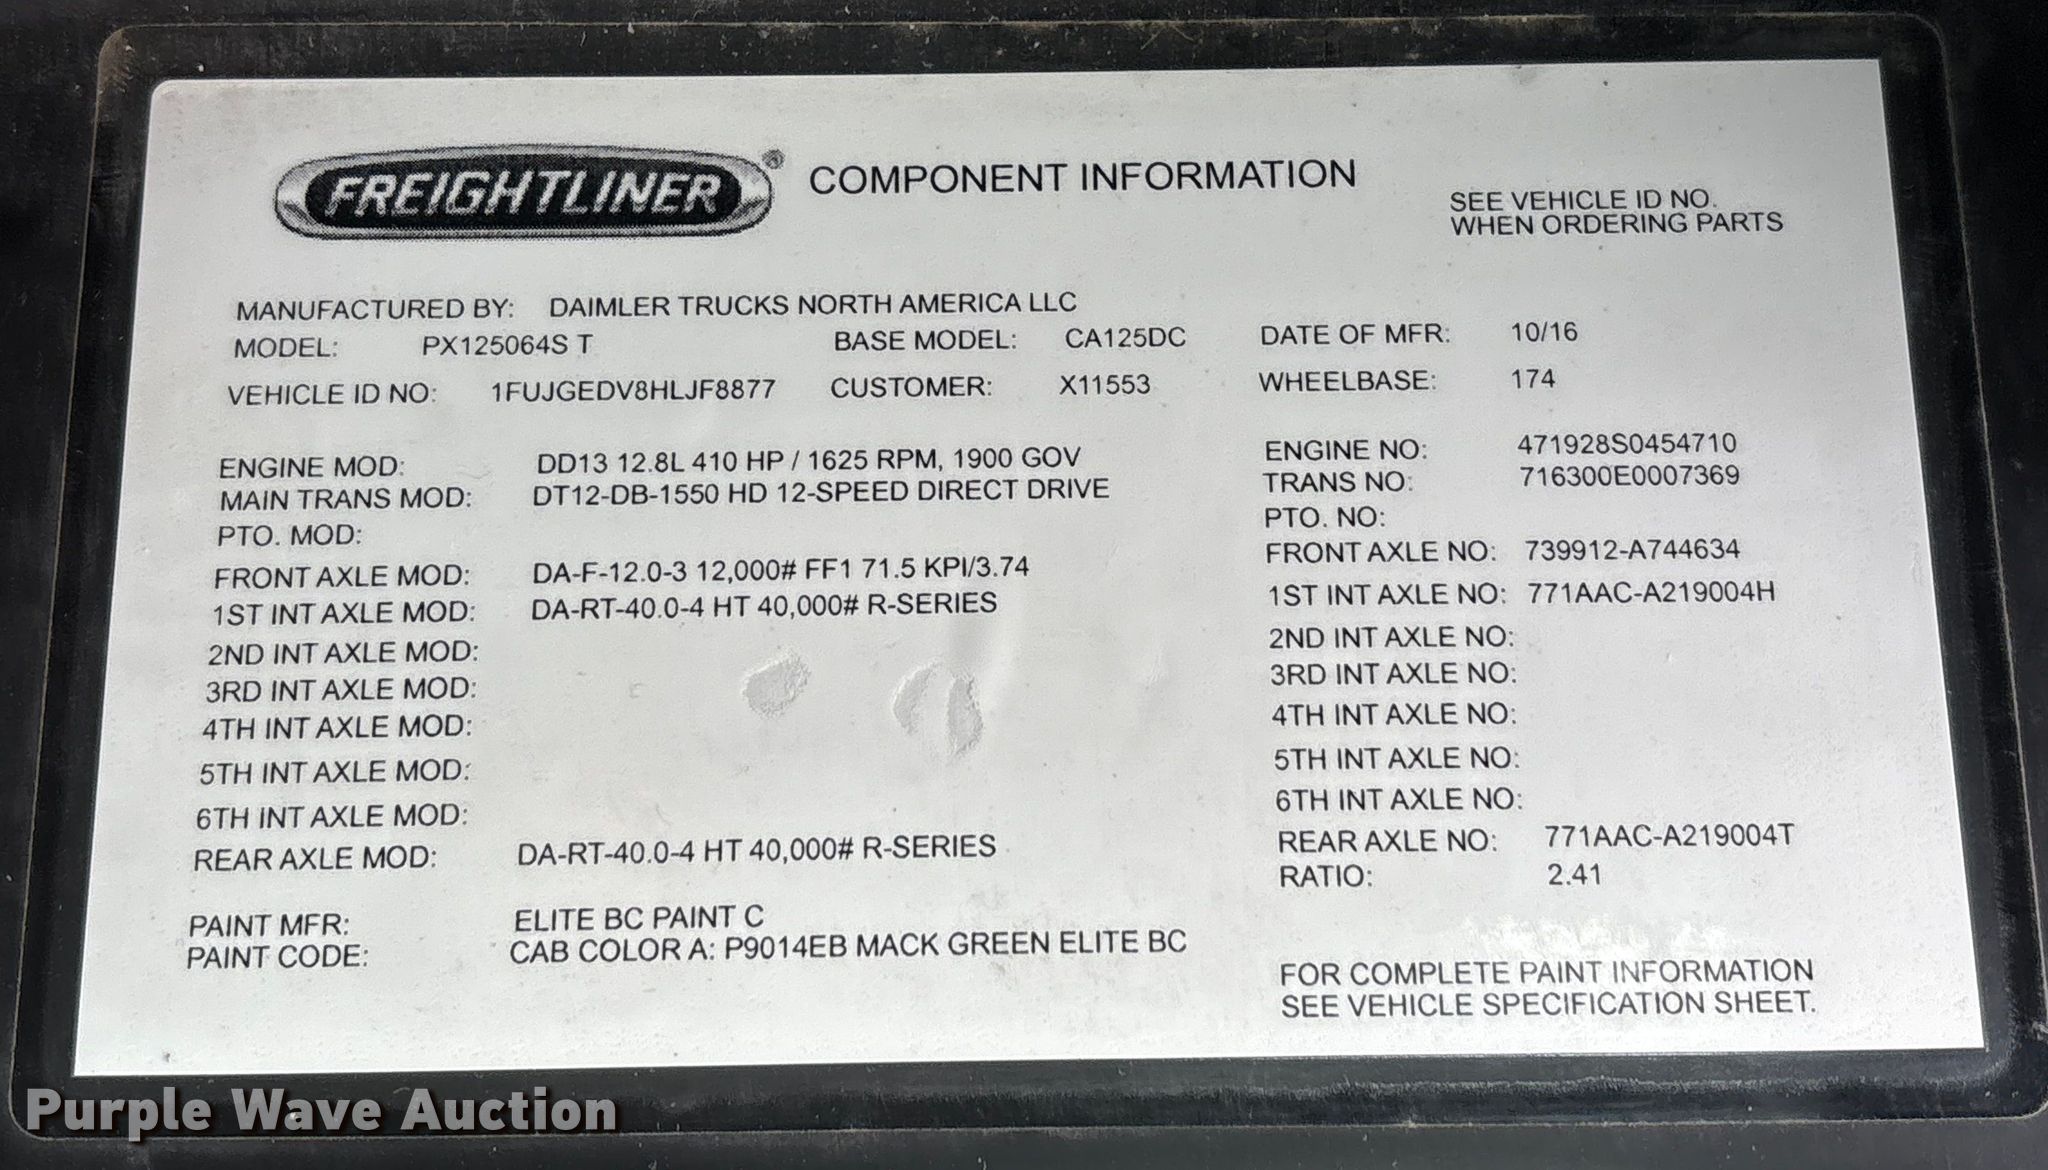 FREIGHTLINER® COMPONENT INFORMATION
SEE VEHICLE ID NO.
WHEN ORDERING PARTS
MANUFACTURED BY: DAIMLER TRUCKS NORTH AMERICA LLC
MODEL: PX125064S T BASE MODEL: CA125DC DATE OF MFR: 10/16
VEHICLE ID NO: 1FUJGEDV8HLJF8877 CUSTOMER: X11553 WHEELBASE: 174
ENGINE MOD: DD13 12.8L 410 HP / 1625 RPM, 1900 GOV ENGINE NO: 471928S0454710
MAIN TRANS MOD: DT12-DB-1550 HD 12-SPEED DIRECT DRIVE TRANS NO: 716300E0007369
PTO. MOD: PTO. NO:
FRONT AXLE MOD: DA-F-12.0-3 12,000# FF1 71.5 KPI/3.74 FRONT AXLE NO: 739912-A744634
1ST INT AXLE MOD: DA-RT-40.0-4 HT 40,000# R-SERIES 1ST INT AXLE NO: 771AAC-A219004H
2ND INT AXLE MOD: 2ND INT AXLE NO:
3RD INT AXLE MOD: 3RD INT AXLE NO:
4TH INT AXLE MOD: 4TH INT AXLE NO:
5TH INT AXLE MOD: 5TH INT AXLE NO:
6TH INT AXLE MOD: 6TH INT AXLE NO:
REAR AXLE MOD: DA-RT-40.0-4 HT 40,000# R-SERIES REAR AXLE NO: 771AAC-A219004T
RATIO: 2.41
PAINT MFR: ELITE BC PAINT C
PAINT CODE: CAB COLOR A: P9014EB MACK GREEN ELITE BC
FOR COMPLETE PAINT INFORMATION
SEE VEHICLE SPECIFICATION SHEET.
Purple Wave Auction